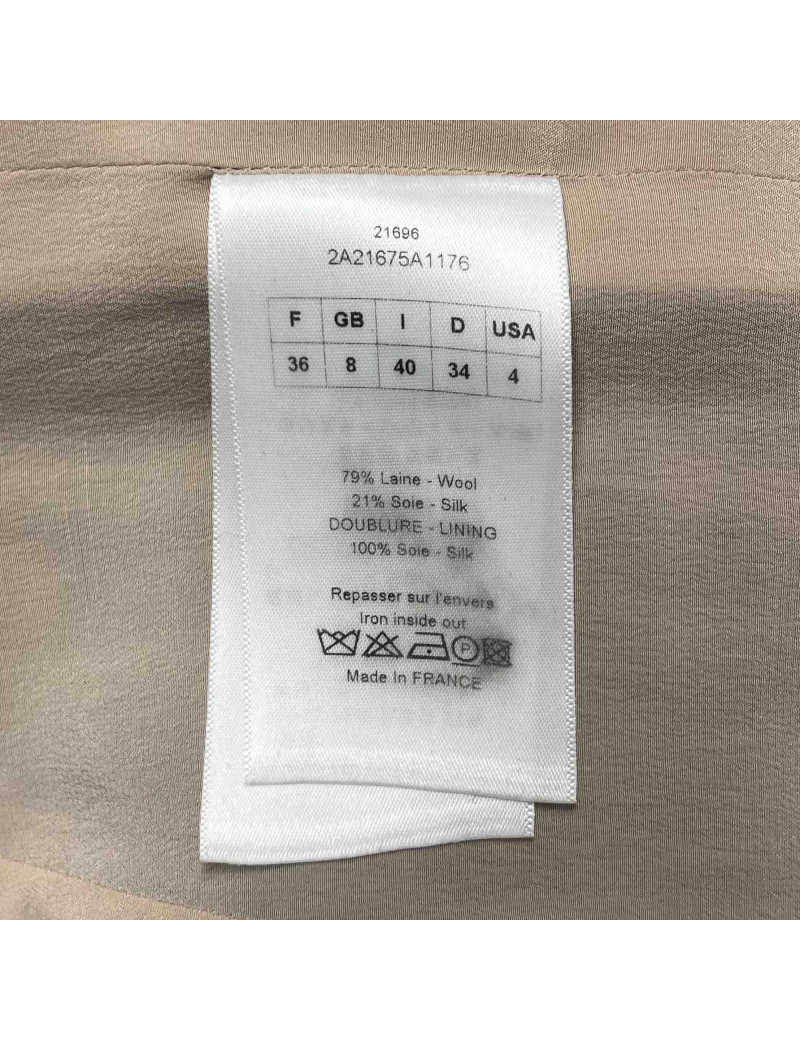 21696
2A21675A1176
F GB I D USA
36 8 40 34 4
79% Laine - Wool
21% Soie - Silk
DOUBLURE - LINING
100% Soie - Silk
Repasser sur l'envers
Iron inside out
P
Made In FRANCE